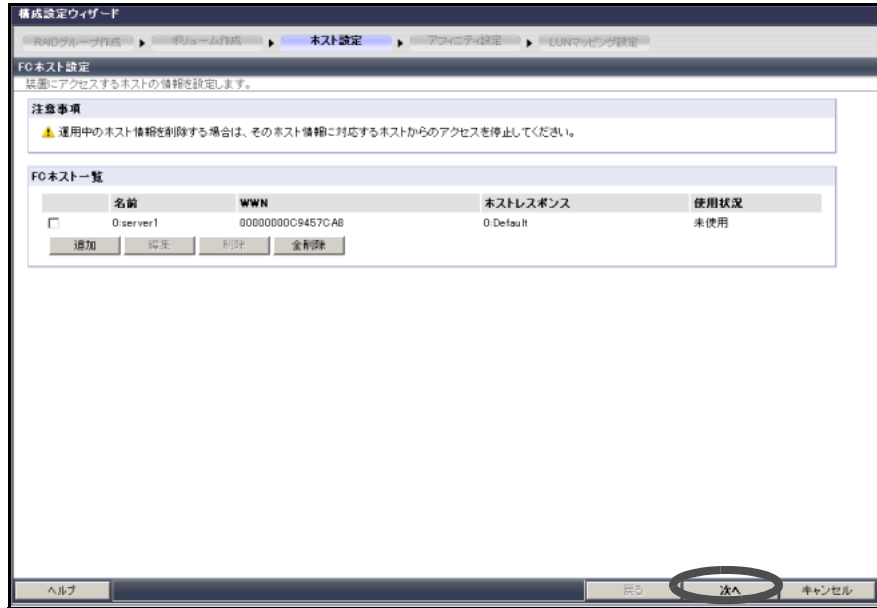 構成設定ウィザード
RAIDグループ作成 ▶ ボリューム作成 ▶ ホスト設定 ▶ アフィニティ設定 ▶ LUNマッピング設定
FCホスト設定
装置にアクセスするホストの情報を設定します。
注意事項
運用中のホスト情報を削除する場合は、そのホスト情報に対応するホストからのアクセスを停止してください。
FCホスト一覧
名前 WWN ホストレスポンス 使用状況
0:server1 00000000C9457CA8 0:Default 未使用
追加 編集 削除 全削除
ヘルプ 戻る 次へ キャンセル